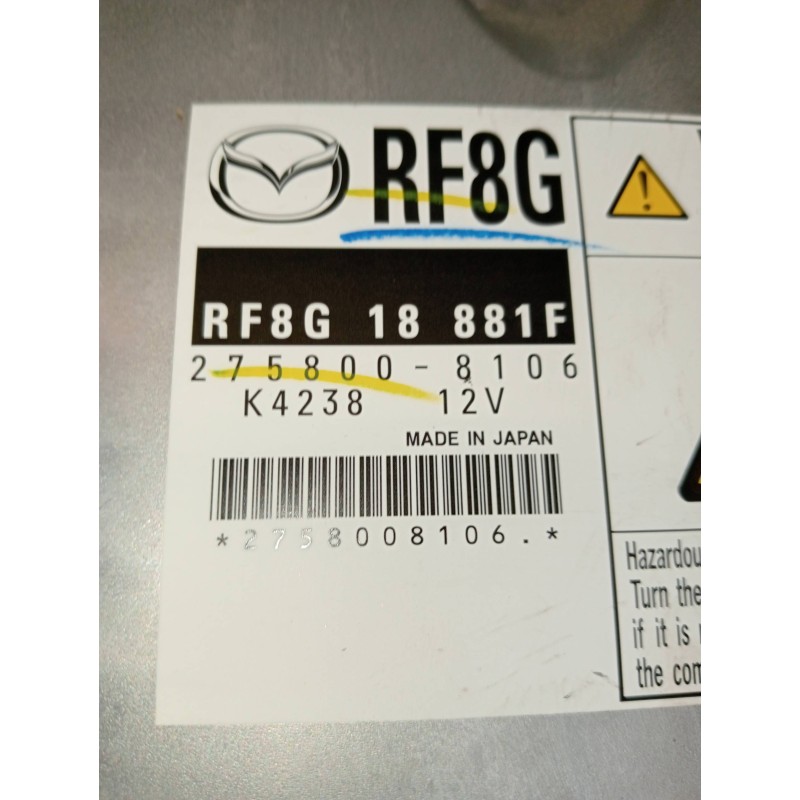 RF8G
RF8G 18 881F
275800-8106
K4238 12V
MADE IN JAPAN
*2758008106.*
Hazardou
Turn the
if it is
the com